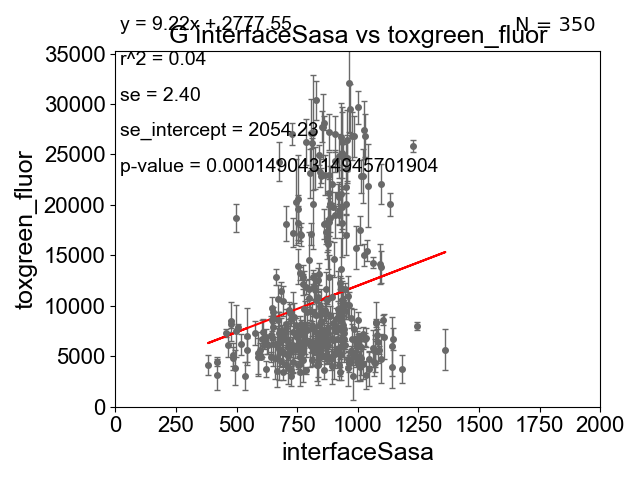 y = 9.22x + 2777.55
N = 350
G interfaceSasa vs toxgreen_fluor
r^2 = 0.04
se = 2.40
se_intercept = 2054.23
p-value = 0.000149043149457019​04
toxgreen_fluor
35000
30000
25000
20000
15000
10000
5000
0
0 250 500 750 1000 1250 1500 1750 2000
interfaceSasa